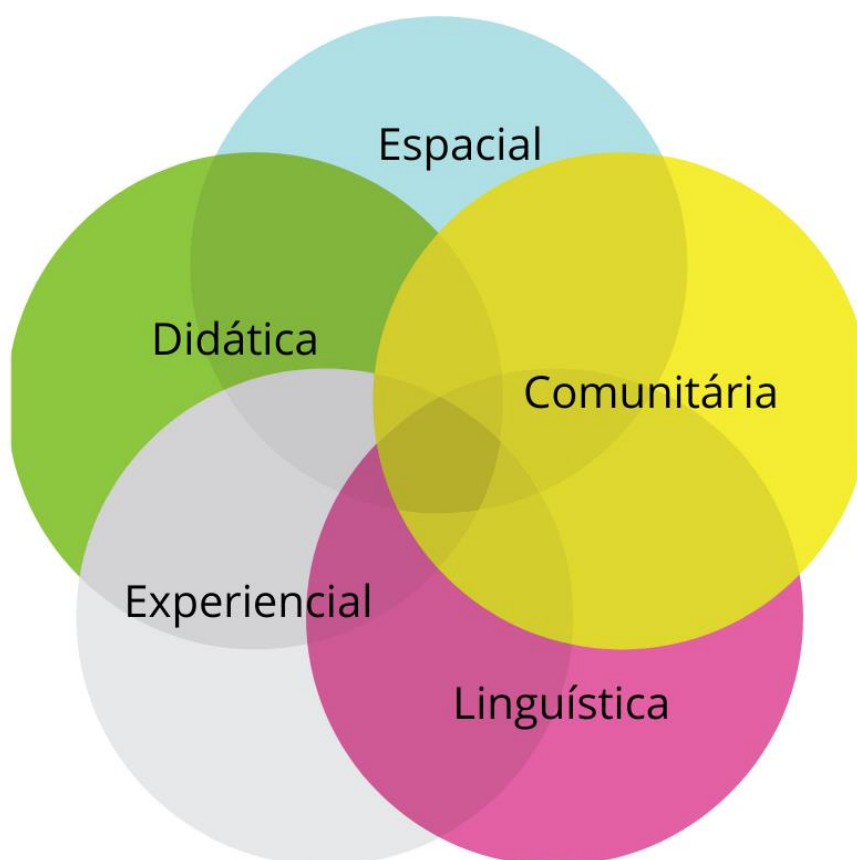 Espacial
Didática
Comunitária
Experiencial
Linguística